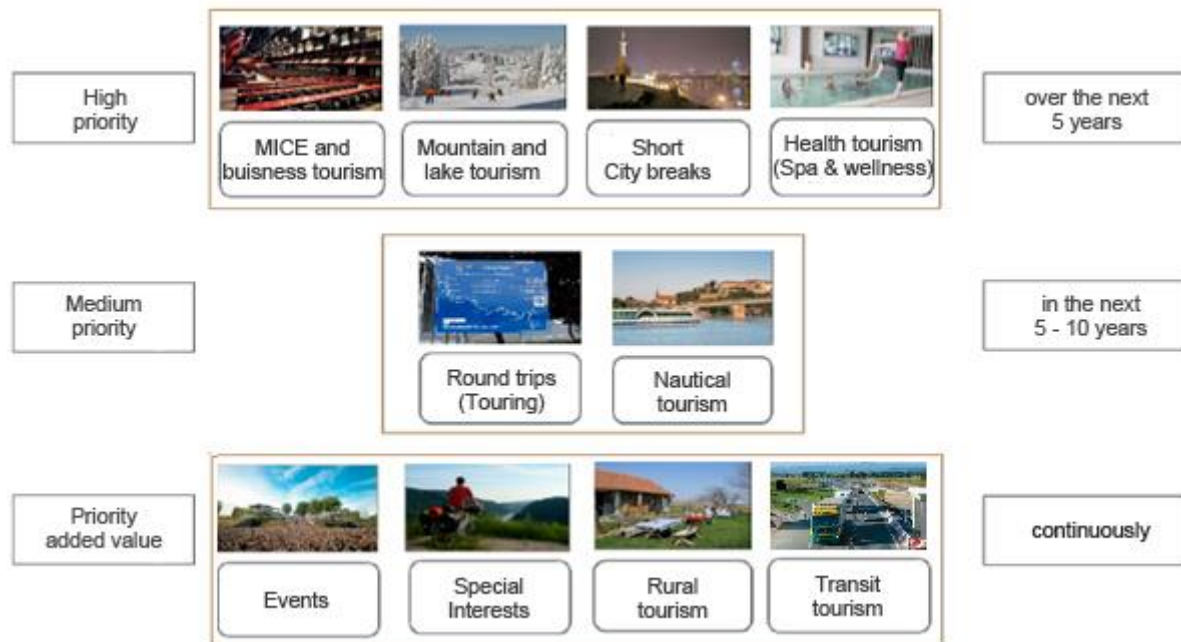 High
priority
MICE and
buisness tourism
Mountain and
lake tourism
Short
City breaks
Health tourism
(Spa & wellness)
over the next
5 years
Medium
priority
Round trips
(Touring)
Nautical
tourism
in the next
5 - 10 years
Priority
added value
Events
Special
Interests
Rural
tourism
Transit
tourism
continuously